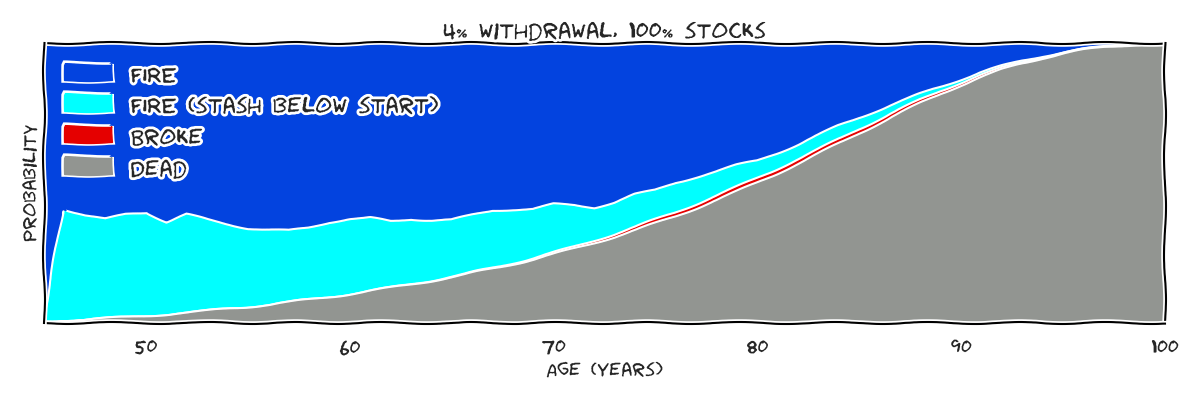 4% WITHDRAWAL, 100% STOCKS
FIRE
FIRE (STASH BELOW START)
BROKE
DEAD
PROBABILITY
50 60 70 80 90 100
AGE (YEARS)